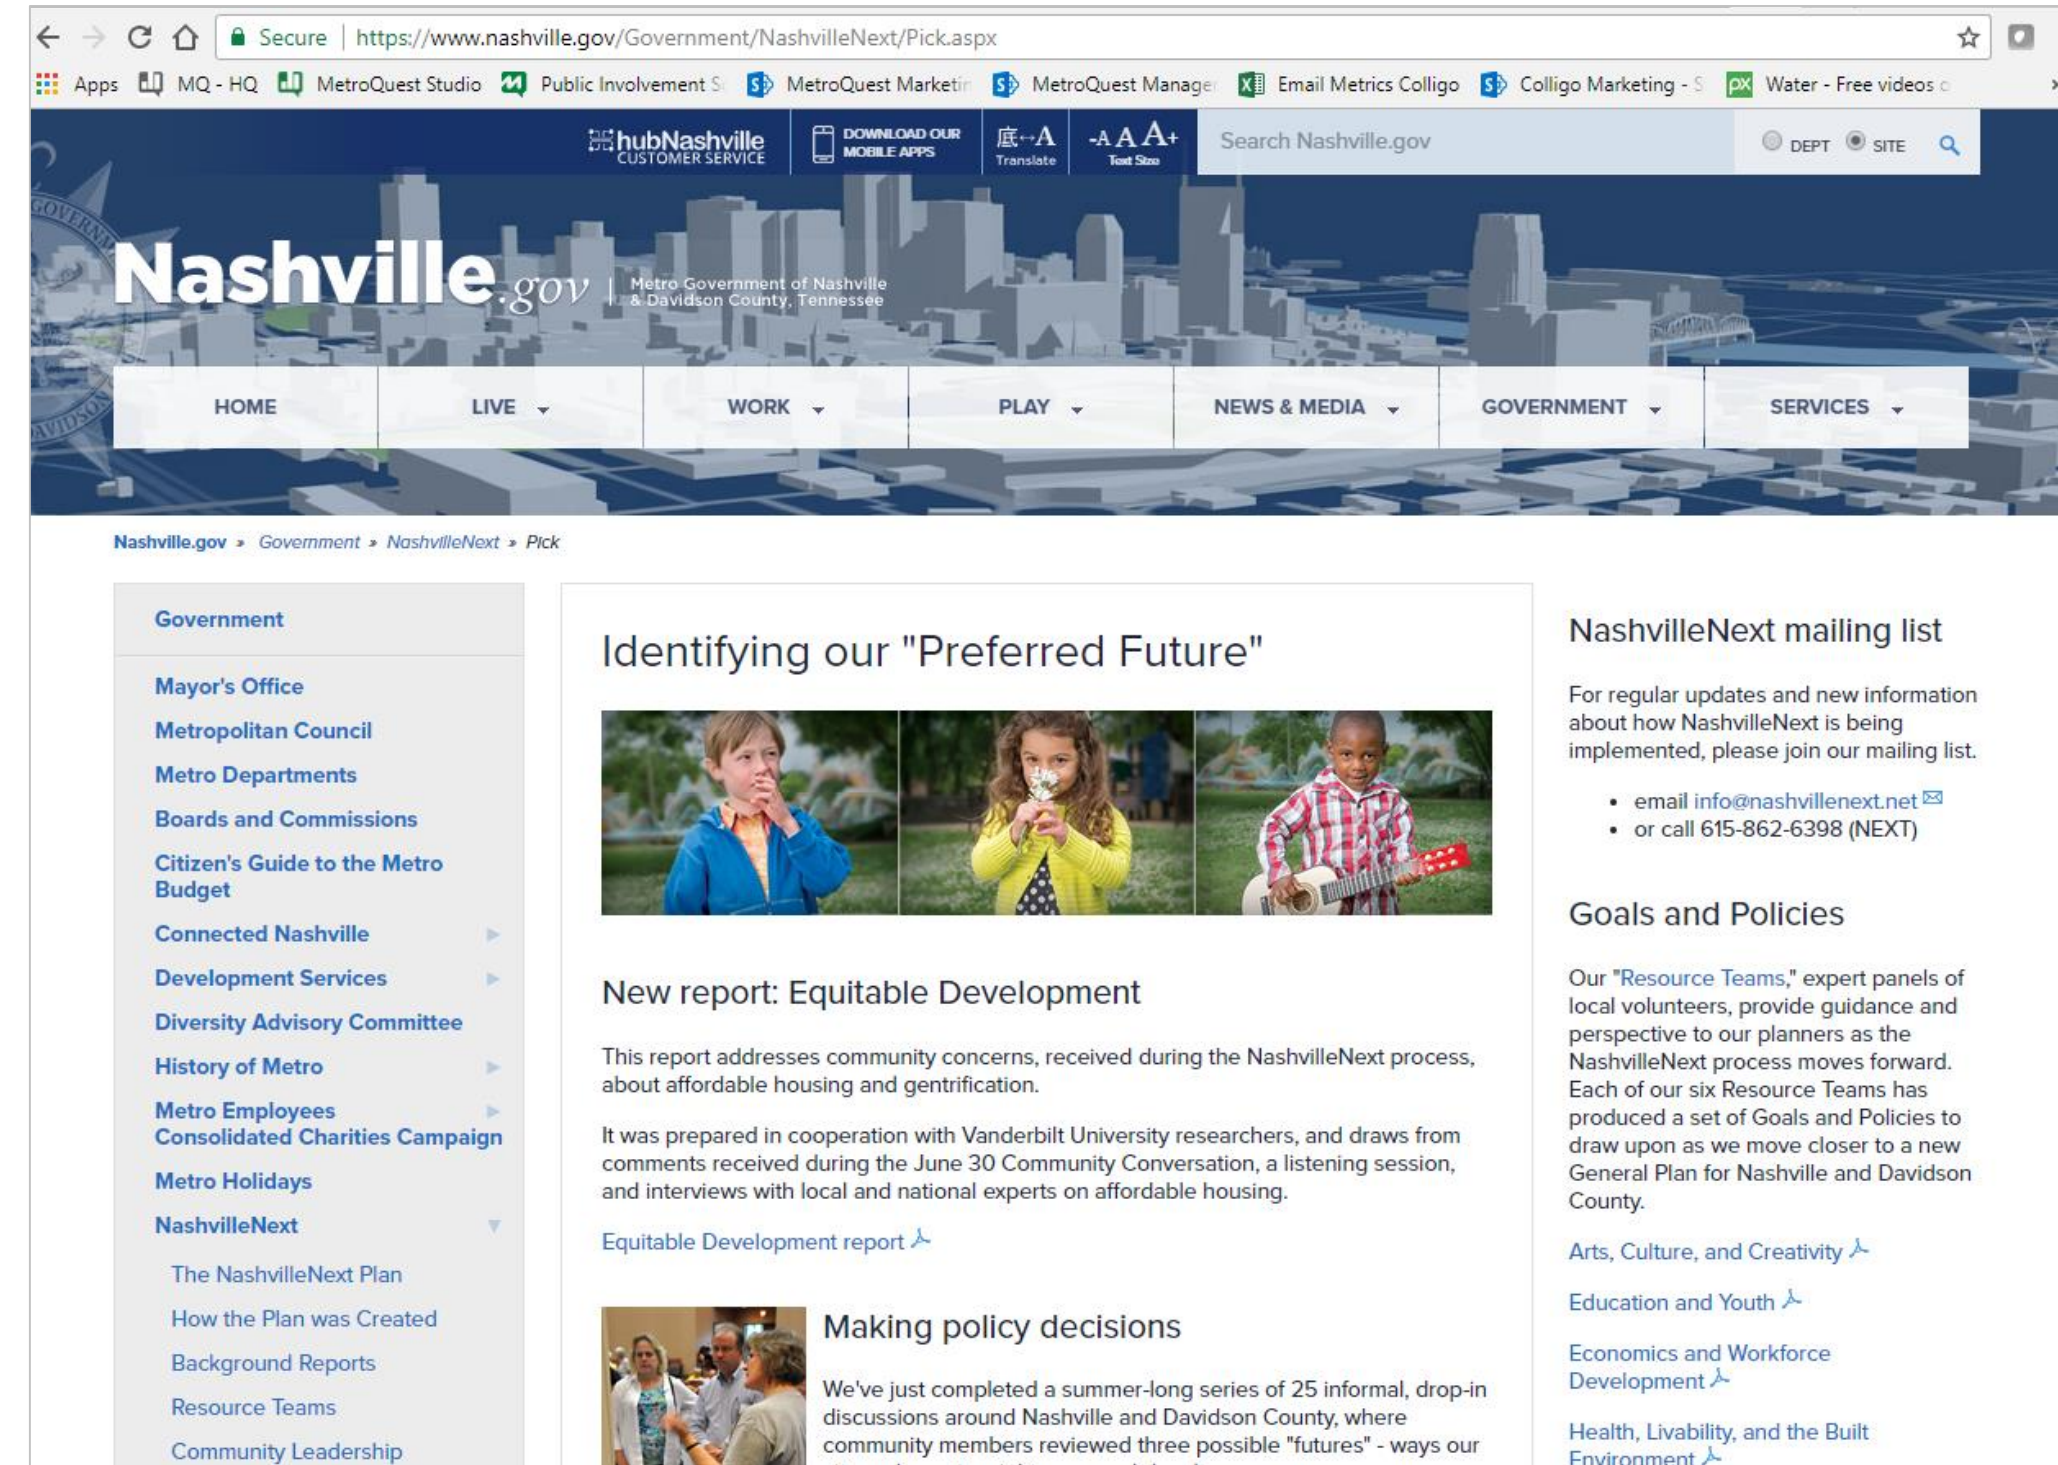 Secure | https://www.nashville.gov/Government/NashvilleNext/Pick.aspx
Apps MQ - HQ MetroQuest Studio Public Involvement MetroQuest Marketin MetroQuest Manage Email Metrics Colligo Colligo Marketing - S Water - Free videos
px
hubNashville
CUSTOMER SERVICE
DOWNLOAD OUR
MOBILE APPS
底↔A
Translate
-A A A+
Text Size
Search Nashville.gov
DEPT SITE
Nashville.gov
Metro Government of Nashville
& Davidson County, Tennessee
HOME LIVE WORK PLAY NEWS & MEDIA GOVERNMENT SERVICES
Nashville.gov » Government » NashvilleNext » Pick
Government
Mayor's Office
Metropolitan Council
Metro Departments
Boards and Commissions
Citizen's Guide to the Metro
Budget
Connected Nashville
Development Services
Diversity Advisory Committee
History of Metro
Metro Employees
Consolidated Charities Campaign
Metro Holidays
NashvilleNext
The NashvilleNext Plan
How the Plan was Created
Background Reports
Resource Teams
Community Leadership
Identifying our "Preferred Future"
New report: Equitable Development
This report addresses community concerns, received during the NashvilleNext process,
about affordable housing and gentrification.
It was prepared in cooperation with Vanderbilt University researchers, and draws from
comments received during the June 30 Community Conversation, a listening session,
and interviews with local and national experts on affordable housing.
Equitable Development report
Making policy decisions
We've just completed a summer-long series of 25 informal, drop-in
discussions around Nashville and Davidson County, where
community members reviewed three possible "futures" - ways our
NashvilleNext mailing list
For regular updates and new information
about how NashvilleNext is being
implemented, please join our mailing list.
• email info@nashvillenext.net
• or call 615-862-6398 (NEXT)
Goals and Policies
Our "Resource Teams," expert panels of
local volunteers, provide guidance and
perspective to our planners as the
NashvilleNext process moves forward.
Each of our six Resource Teams has
produced a set of Goals and Policies to
draw upon as we move closer to a new
General Plan for Nashville and Davidson
County.
Arts, Culture, and Creativity
Education and Youth
Economics and Workforce
Development
Health, Livability, and the Built
Environment